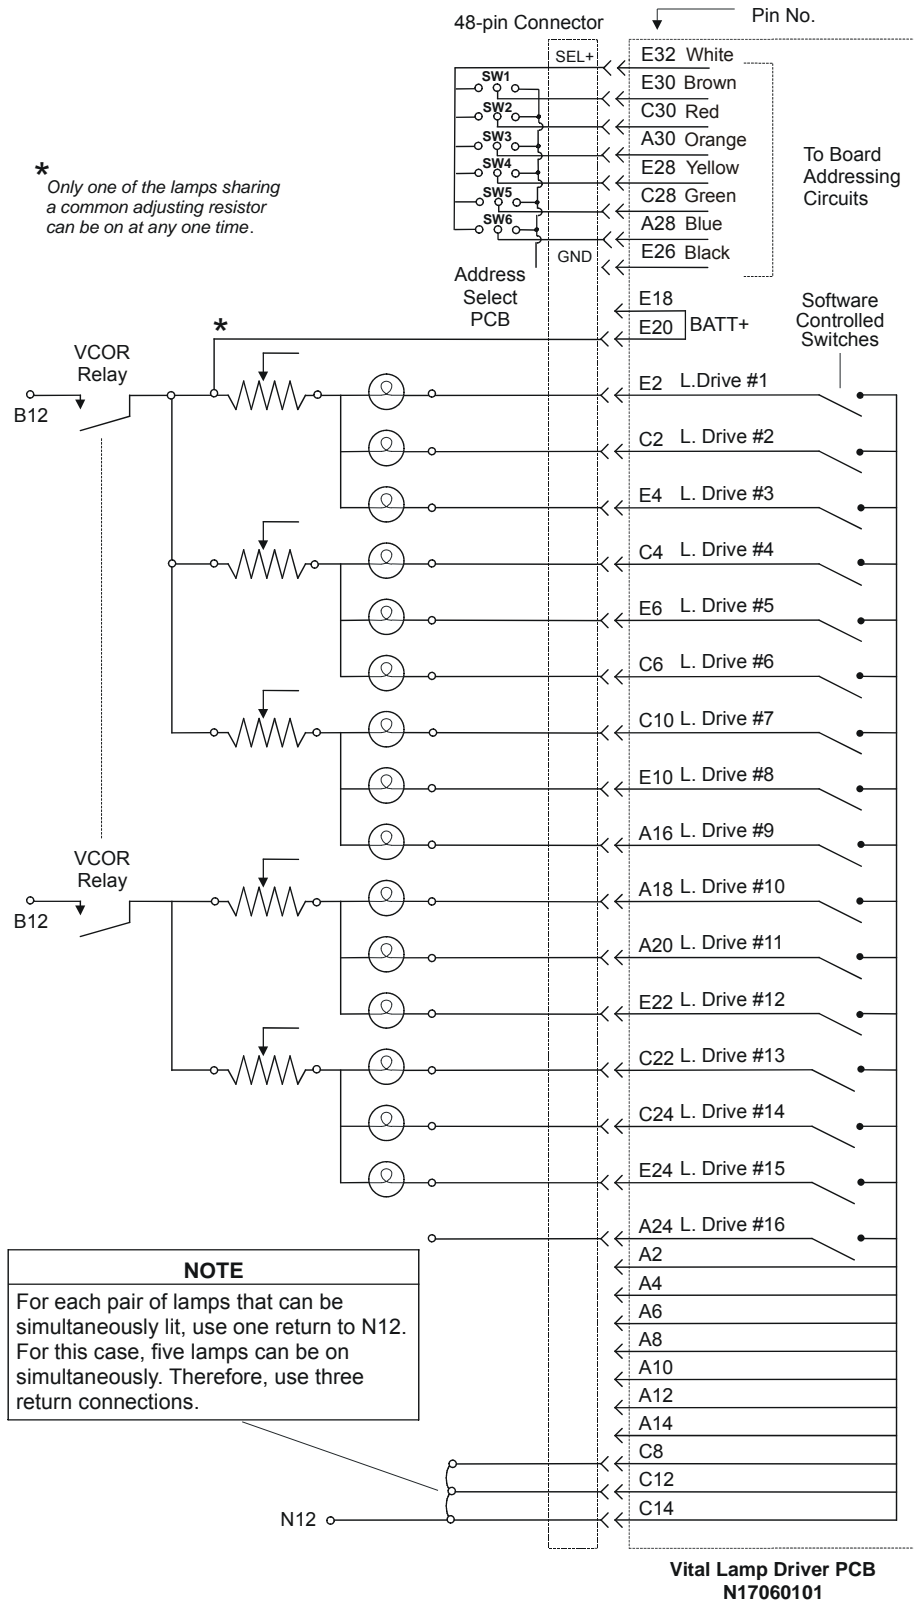 48-pin Connector
Pin No.
SEL+
E32 White
SW1
E30 Brown
SW2
C30 Red
SW3
A30 Orange
SW4
E28 Yellow
SW5
C28 Green
SW6
A28 Blue
GND
E26 Black
To Board
Addressing
Circuits
*
Only one of the lamps sharing
a common adjusting resistor
can be on at any one time.
Address
Select
PCB
E18
E20
BATT+
Software
Controlled
Switches
*
VCOR
Relay
B12
E2 L.Drive #1
C2 L. Drive #2
E4 L. Drive #3
C4 L. Drive #4
E6 L. Drive #5
C6 L. Drive #6
C10 L. Drive #7
E10 L. Drive #8
A16 L. Drive #9
VCOR
Relay
B12
A18 L. Drive #10
A20 L. Drive #11
E22 L. Drive #12
C22 L. Drive #13
C24 L. Drive #14
E24 L. Drive #15
A24 L. Drive #16
A2
A4
A6
A8
A10
A12
A14
C8
C12
C14
NOTE
For each pair of lamps that can be
simultaneously lit, use one return to N12.
For this case, five lamps can be on
simultaneously. Therefore, use three
return connections.
N12
Vital Lamp Driver PCB
N17060101